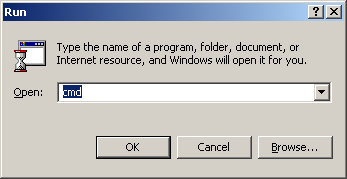 Run
Type the name of a program, folder, document, or
Internet resource, and Windows will open it for you.
Open: cmd
OK Cancel Browse...